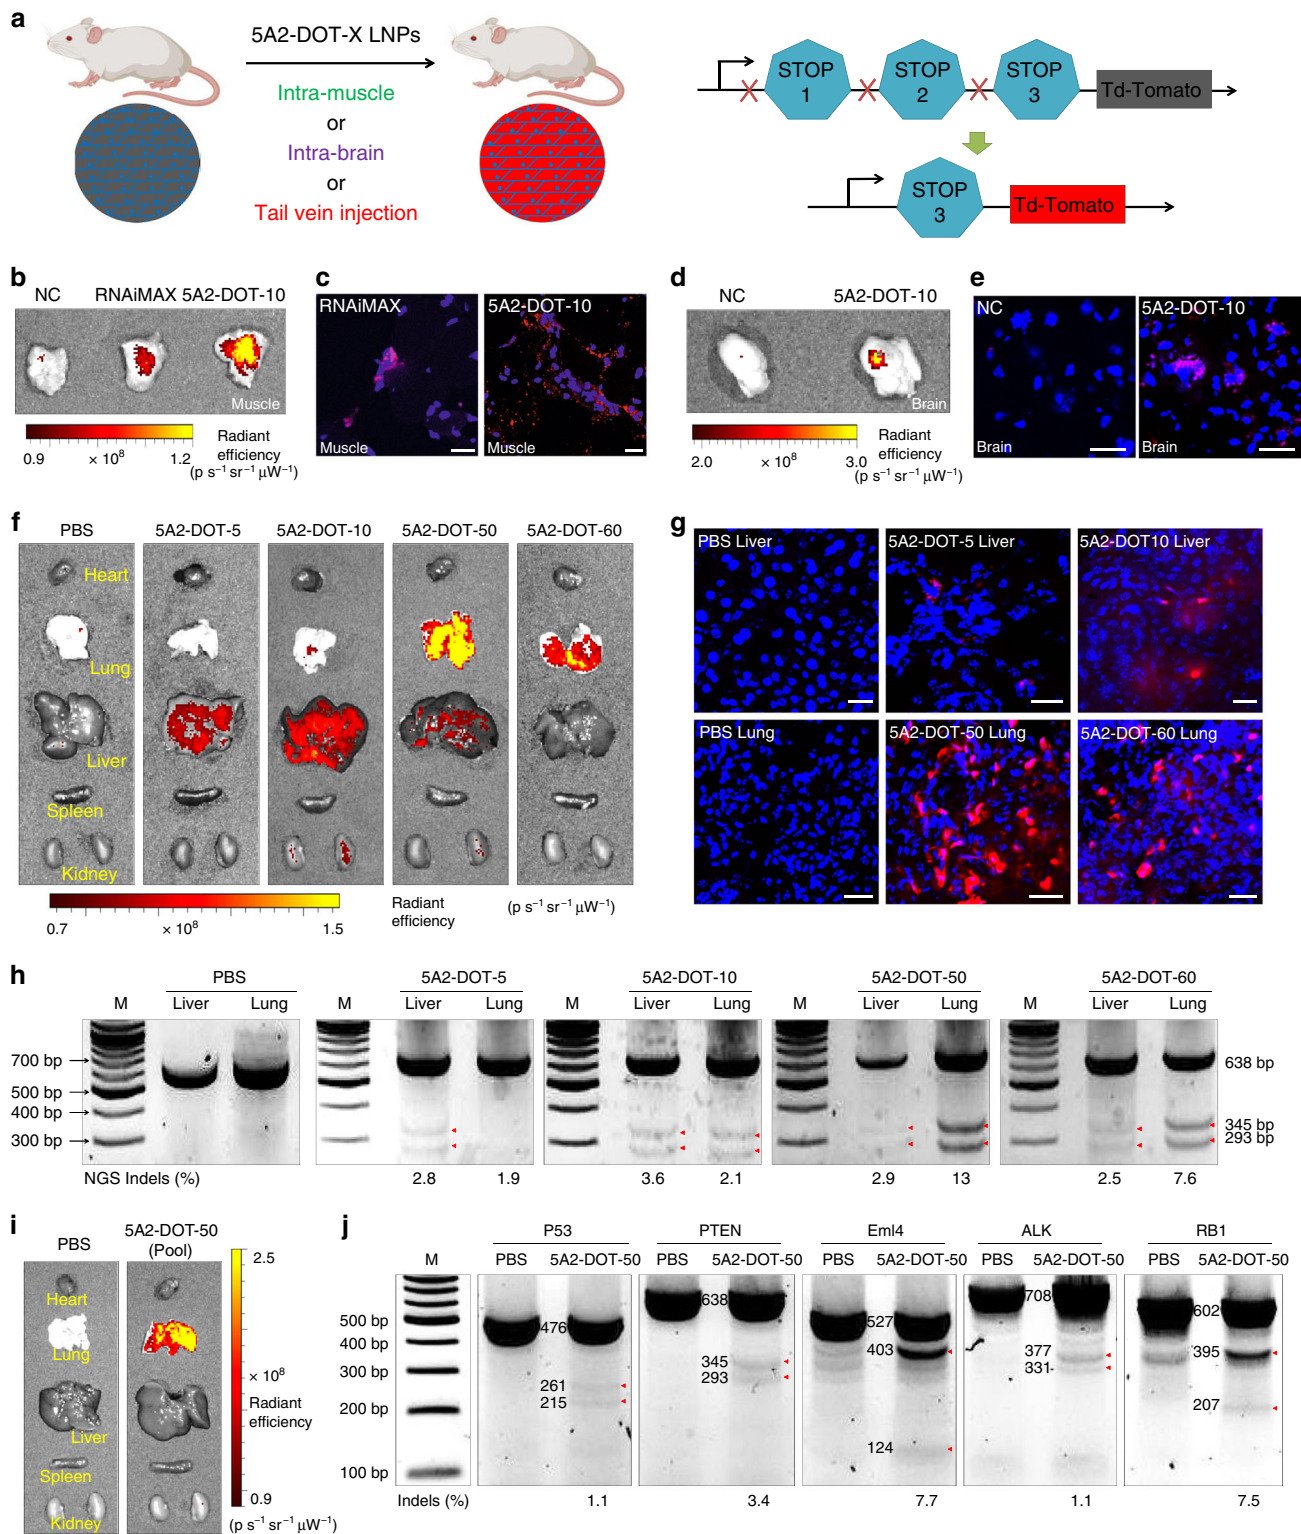 a
5A2-DOT-X LNPs
Intra-muscle
or
Intra-brain
or
Tail vein injection
STOP 1
STOP 2
STOP 3
Td-Tomato
STOP 3
Td-Tomato
b
NC RNAiMAX 5A2-DOT-10
Muscle
0.9 × 10⁸ 1.2
Radiant efficiency
(p s⁻¹ sr⁻¹ µW⁻¹)
c
RNAiMAX
Muscle
5A2-DOT-10
Muscle
d
NC 5A2-DOT-10
Brain
2.0 × 10⁸ 3.0
Radiant efficiency
(p s⁻¹ sr⁻¹ µW⁻¹)
e
NC
Brain
5A2-DOT-10
Brain
f
PBS 5A2-DOT-5 5A2-DOT-10 5A2-DOT-50 5A2-DOT-60
Heart
Lung
Liver
Spleen
Kidney
0.7 × 10⁸ 1.5
Radiant efficiency
(p s⁻¹ sr⁻¹ µW⁻¹)
g
PBS Liver
5A2-DOT-5 Liver
5A2-DOT10 Liver
PBS Lung
5A2-DOT-50 Lung
5A2-DOT-60 Lung
h
PBS 5A2-DOT-5 5A2-DOT-10 5A2-DOT-50 5A2-DOT-60
M Liver Lung M Liver Lung M Liver Lung M Liver Lung M Liver Lung
700 bp
500 bp
400 bp
300 bp
638 bp
345 bp
293 bp
NGS Indels (%) 2.8 1.9 3.6 2.1 2.9 13 2.5 7.6
i
PBS
5A2-DOT-50
(Pool)
Heart
Lung
Liver
Spleen
Kidney
2.5
× 10⁸
Radiant efficiency
0.9
(p s⁻¹ sr⁻¹ µW⁻¹)
j
P53 PTEN Eml4 ALK RB1
M PBS 5A2-DOT-50 PBS 5A2-DOT-50 PBS 5A2-DOT-50 PBS 5A2-DOT-50 PBS 5A2-DOT-50
500 bp
400 bp
300 bp
200 bp
100 bp
476
261
215
638
345
293
527
403
124
708
377
331
602
395
207
Indels (%) 1.1 3.4 7.7 1.1 7.5